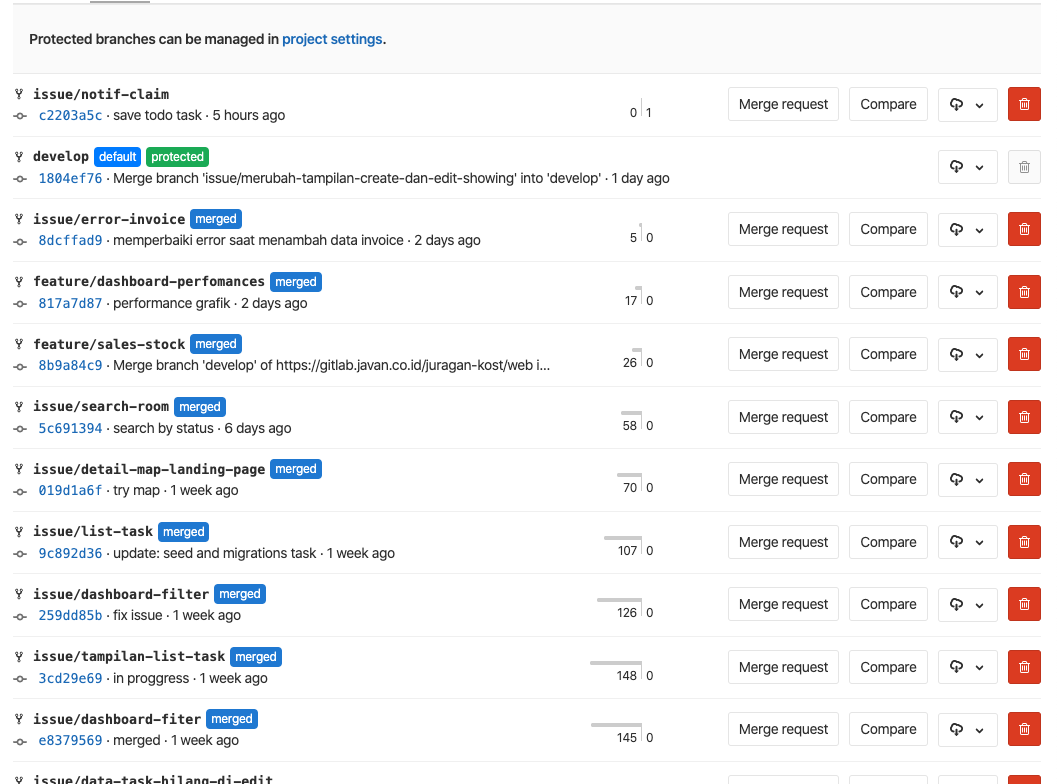 Protected branches can be managed in project settings.
issue/notif-claim
c2203a5c · save todo task · 5 hours ago
0 1
Merge request Compare
develop default protected
1804ef76 · Merge branch 'issue/merubah-tampilan-create-dan-edit-showing' into 'develop' · 1 day ago
issue/error-invoice merged
8dcffad9 · memperbaiki error saat menambah data invoice · 2 days ago
5 0
Merge request Compare
feature/dashboard-perfomances merged
817a7d87 · performance grafik · 2 days ago
17 0
Merge request Compare
feature/sales-stock merged
8b9a84c9 · Merge branch 'develop' of https://gitlab.javan.co.id/juragan-kost/web i...
26 0
Merge request Compare
issue/search-room merged
5c691394 · search by status · 6 days ago
58 0
Merge request Compare
issue/detail-map-landing-page merged
019d1a6f · try map · 1 week ago
70 0
Merge request Compare
issue/list-task merged
9c892d36 · update: seed and migrations task · 1 week ago
107 0
Merge request Compare
issue/dashboard-filter merged
259dd85b · fix issue · 1 week ago
126 0
Merge request Compare
issue/tampilan-list-task merged
3cd29e69 · in proggress · 1 week ago
148 0
Merge request Compare
issue/dashboard-fiter merged
e8379569 · merged · 1 week ago
145 0
Merge request Compare
issue/data-task-hilang-di-edit